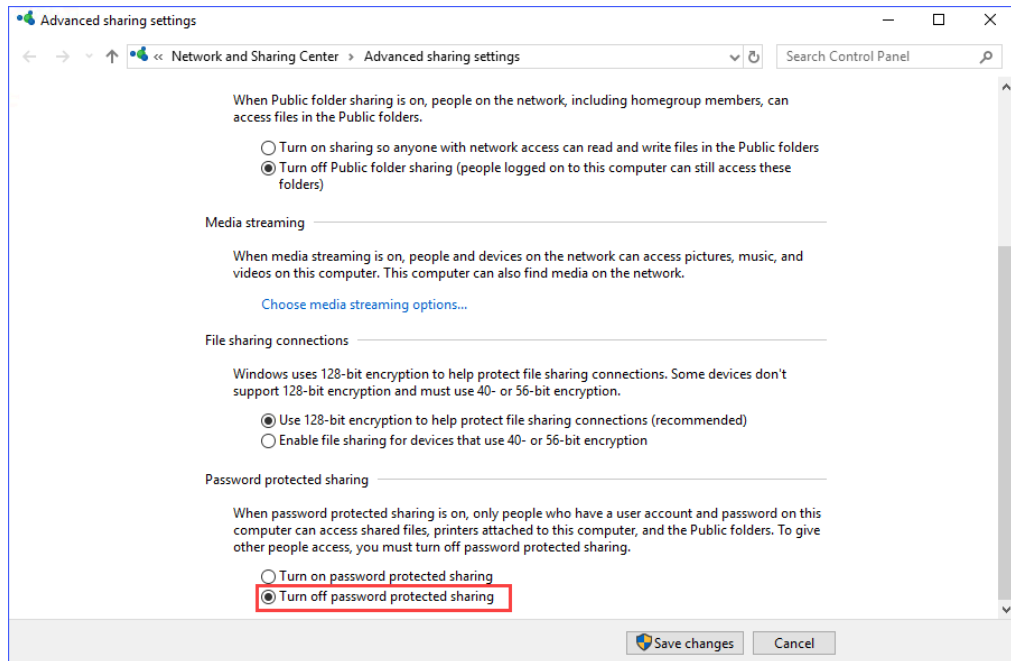 Advanced sharing settings
« Network and Sharing Center › Advanced sharing settings
Search Control Panel
When Public folder sharing is on, people on the network, including homegroup members, can
access files in the Public folders.
Turn on sharing so anyone with network access can read and write files in the Public folders
Turn off Public folder sharing (people logged on to this computer can still access these
folders)
Media streaming
When media streaming is on, people and devices on the network can access pictures, music, and
videos on this computer. This computer can also find media on the network.
Choose media streaming options...
File sharing connections
Windows uses 128-bit encryption to help protect file sharing connections. Some devices don't
support 128-bit encryption and must use 40- or 56-bit encryption.
Use 128-bit encryption to help protect file sharing connections (recommended)
Enable file sharing for devices that use 40- or 56-bit encryption
Password protected sharing
When password protected sharing is on, only people who have a user account and password on this
computer can access shared files, printers attached to this computer, and the Public folders. To give
other people access, you must turn off password protected sharing.
Turn on password protected sharing
Turn off password protected sharing
Save changes
Cancel